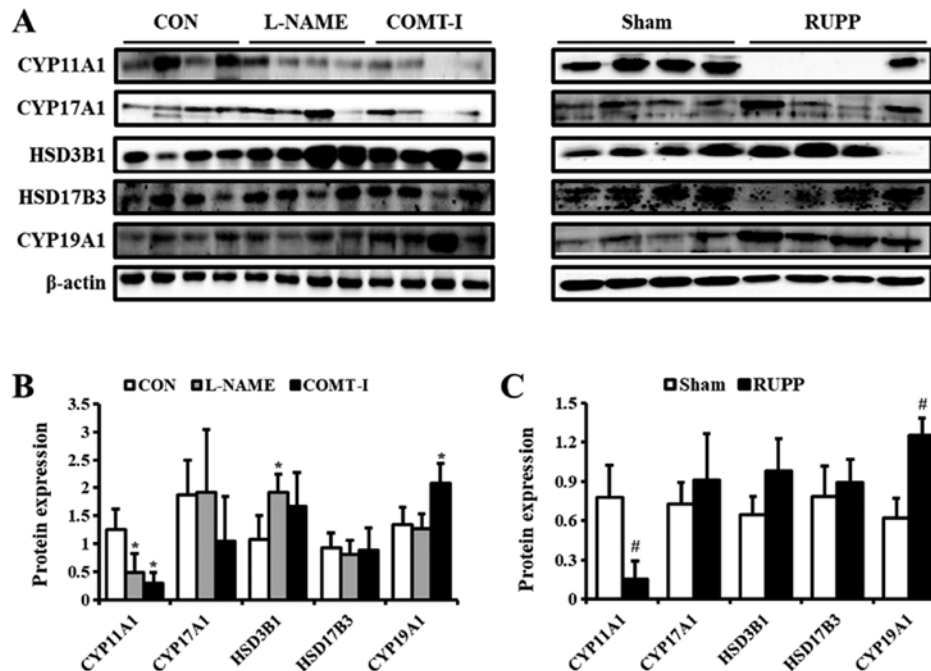 A
CON L-NAME COMT-I Sham RUPP
CYP11A1
CYP17A1
HSD3B1
HSD17B3
CYP19A1
β-actin
B
CON L-NAME COMT-I
Protein expression
3.5
3
2.5
2
1.5
1
0.5
0
* * * *
CYP11A1 CYP17A1 HSD3B1 HSD17B3 CYP19A1
C
Sham RUPP
Protein expression
1.5
1.2
0.9
0.6
0.3
0
# #
CYP11A1 CYP17A1 HSD3B1 HSD17B3 CYP19A1